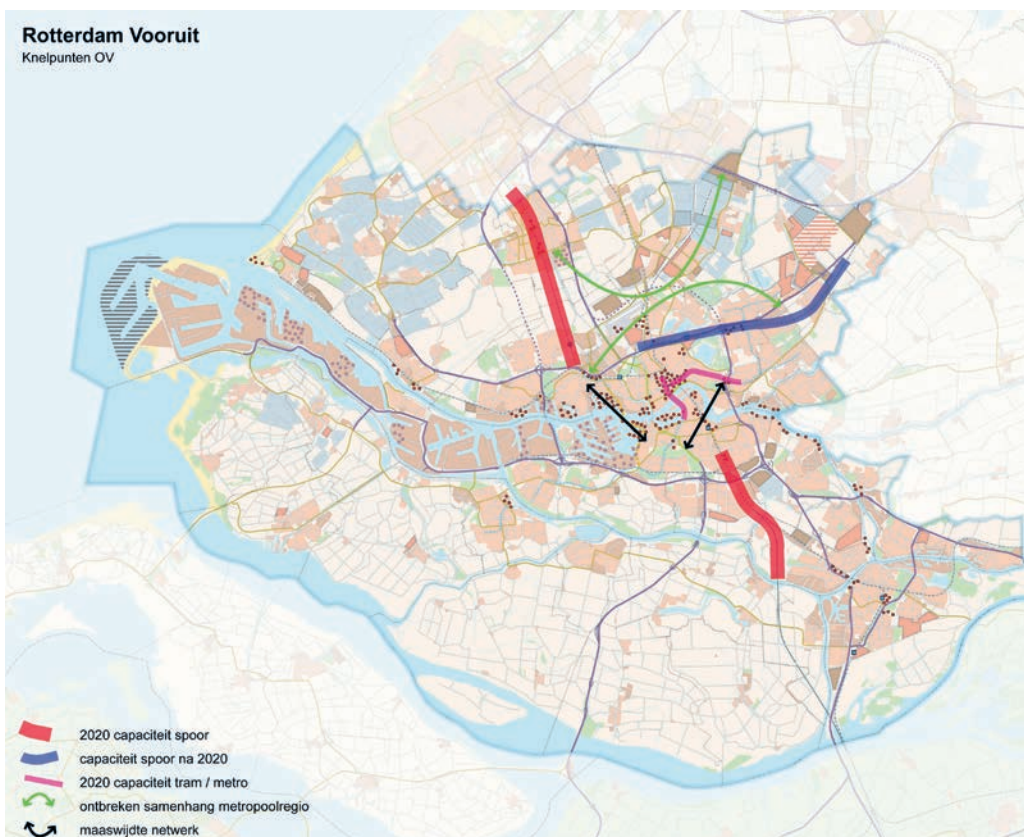 Rotterdam Vooruit
Knelpunten OV
2020 capaciteit spoor
capaciteit spoor na 2020
2020 capaciteit tram / metro
ontbreken samenhang metropoolregio
maaswijdte netwerk